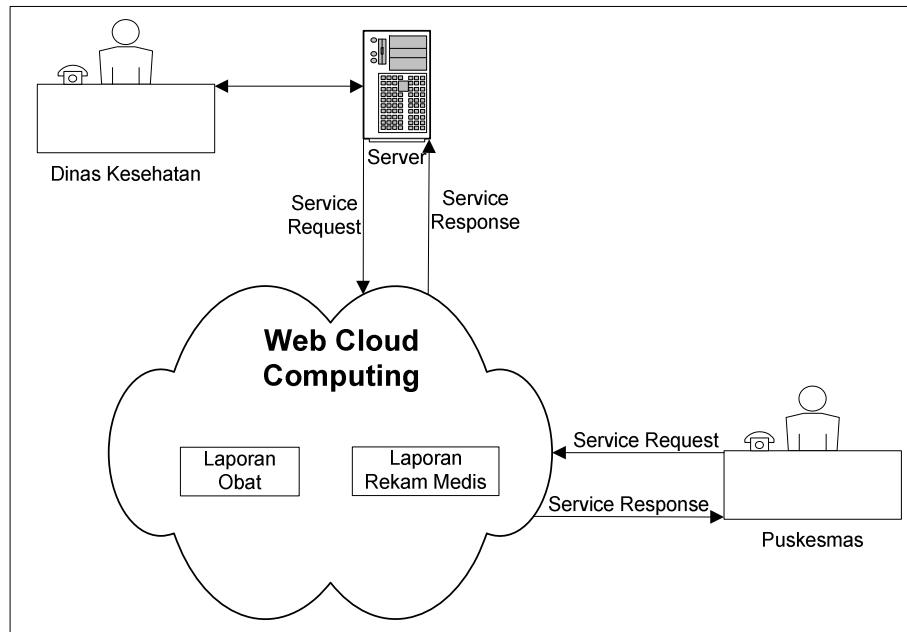 Dinas Kesehatan
Server
Service
Request
Service
Response
Web Cloud
Computing
Laporan
Obat
Laporan
Rekam Medis
Service Request
Service Response
Puskesmas